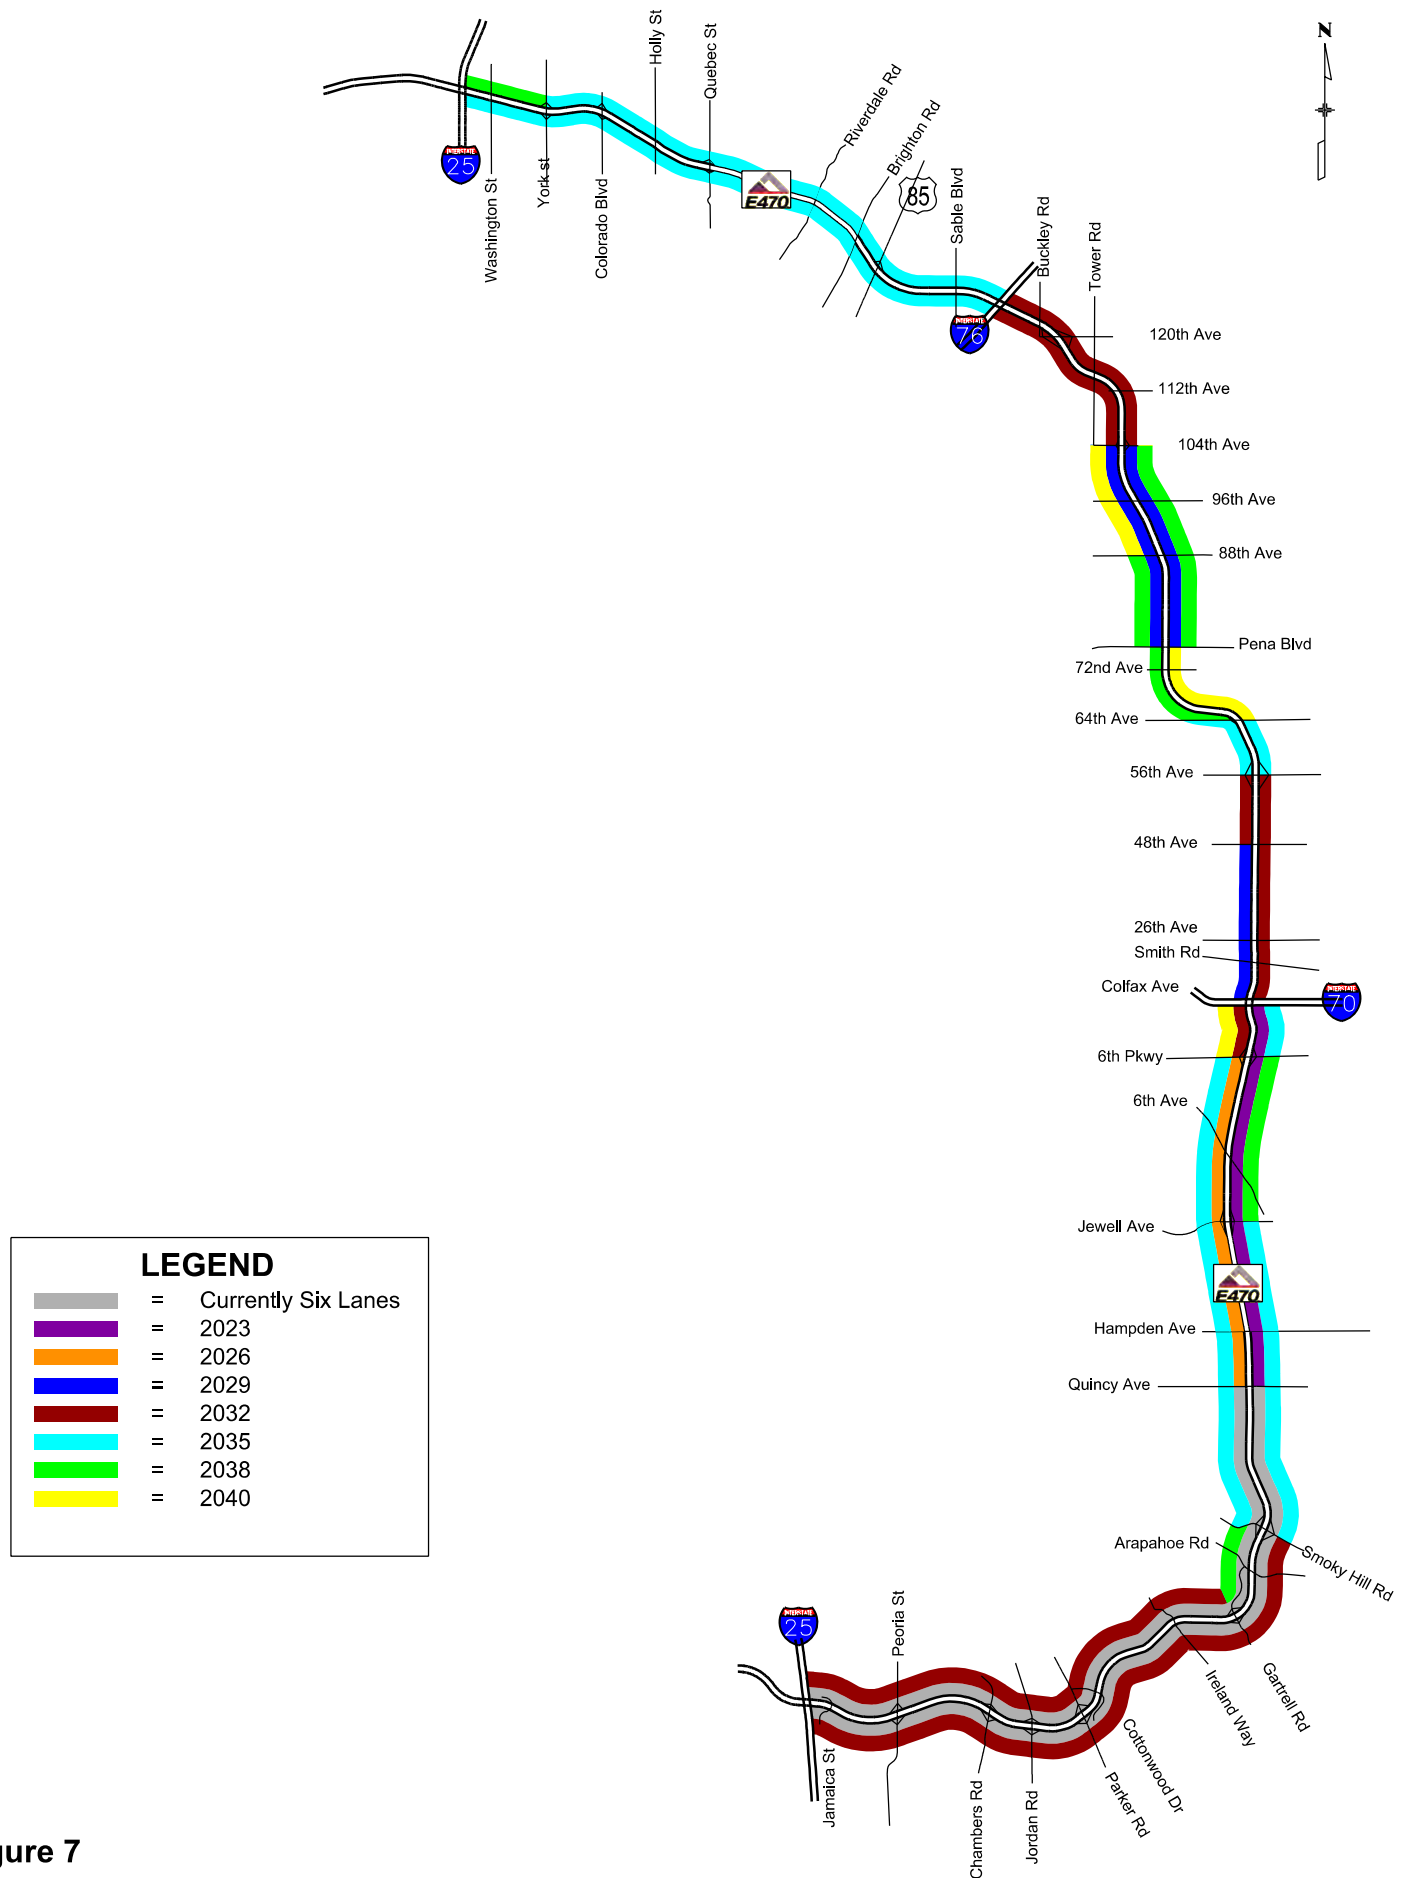 N
Holly St
Quebec St
Riverdale Rd
Brighton Rd
INTERSTATE
25
Washington St
York st
Colorado Blvd
E470
85
Sable Blvd
INTERSTATE
76
Buckley Rd
Tower Rd
120th Ave
112th Ave
104th Ave
96th Ave
88th Ave
Pena Blvd
72nd Ave
64th Ave
56th Ave
48th Ave
26th Ave
Smith Rd
Colfax Ave
INTERSTATE
70
6th Pkwy
6th Ave
Jewell Ave
E470
Hampden Ave
Quincy Ave
LEGEND
= Currently Six Lanes
= 2023
= 2026
= 2029
= 2032
= 2035
= 2038
= 2040
Arapahoe Rd
Smoky Hill Rd
INTERSTATE
25
Peoria St
Gartrell Rd
Ireland Way
Cottonwood Dr
Parker Rd
Jordan Rd
Chambers Rd
Jamaica St
gure 7